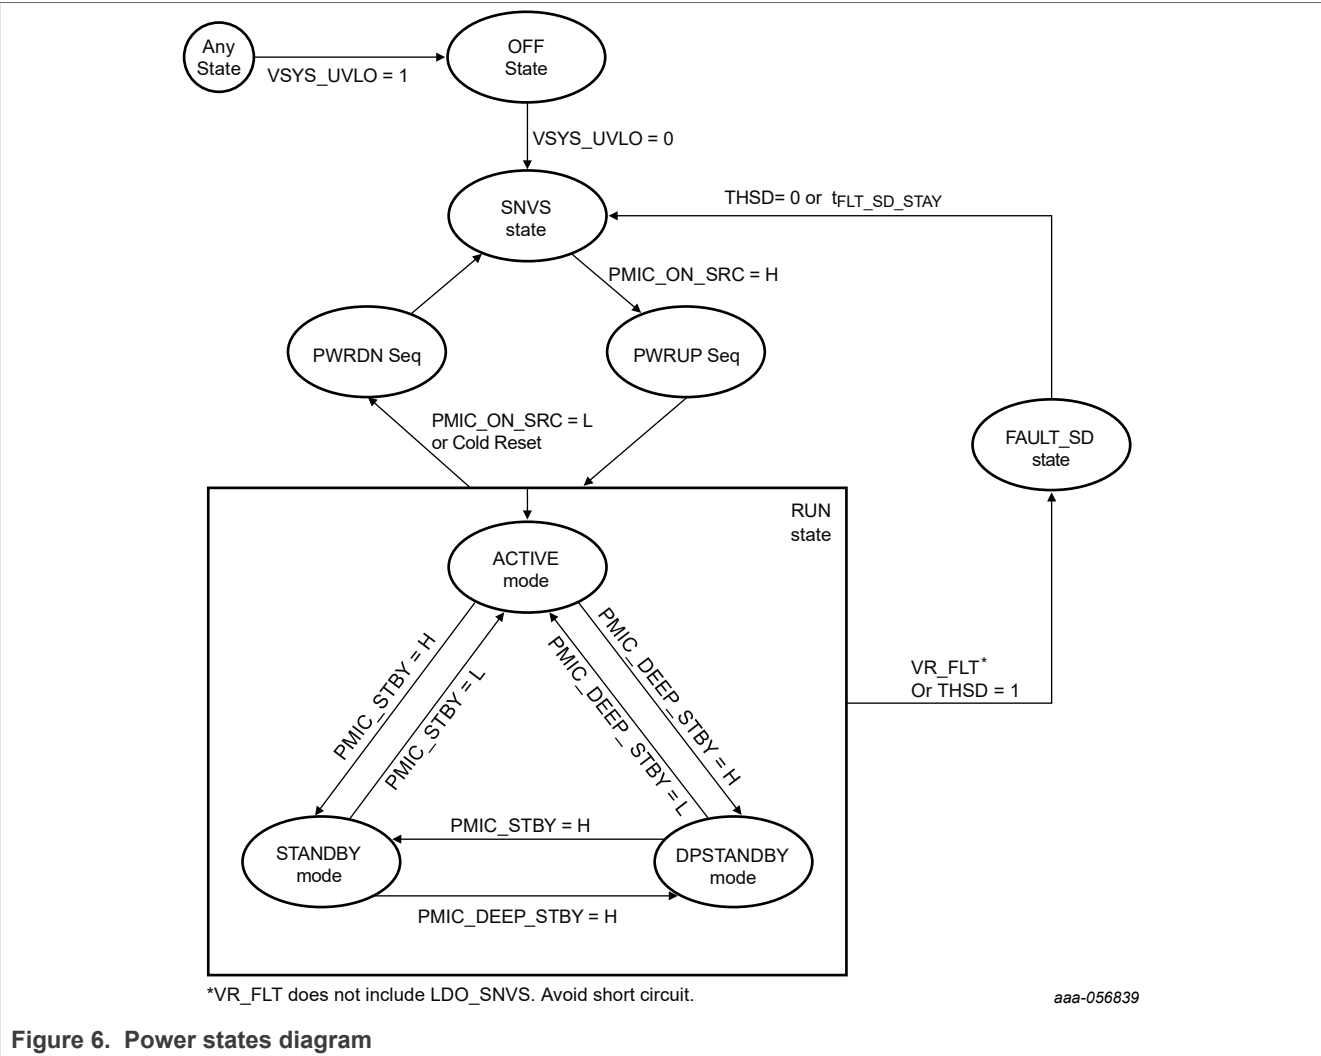 Any
State
VSYS_UVLO = 1
OFF
State
VSYS_UVLO = 0
SNVS
state
THSD= 0 or tFLT_SD_STAY
PMIC_ON_SRC = H
PWRDN Seq
PWRUP Seq
PMIC_ON_SRC = L
or Cold Reset
FAULT_SD
state
RUN
state
ACTIVE
mode
PMIC_STBY = H
PMIC_STBY = L
PMIC_DEEP_ STBY = L
PMIC_DEEP_STBY = H
VR_FLT*
Or THSD = 1
PMIC_STBY = H
STANDBY
mode
DPSTANDBY
mode
PMIC_DEEP_STBY = H
*VR_FLT does not include LDO_SNVS. Avoid short circuit.
aaa-056839
Figure 6. Power states diagram